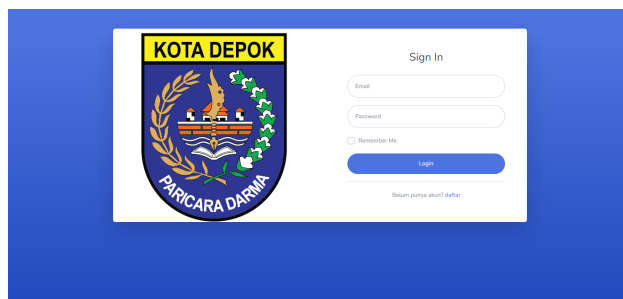 KOTA DEPOK
PARICARA DARMA
Sign In
Email
Password
Remember Me
Login
Belum punya akun? daftar